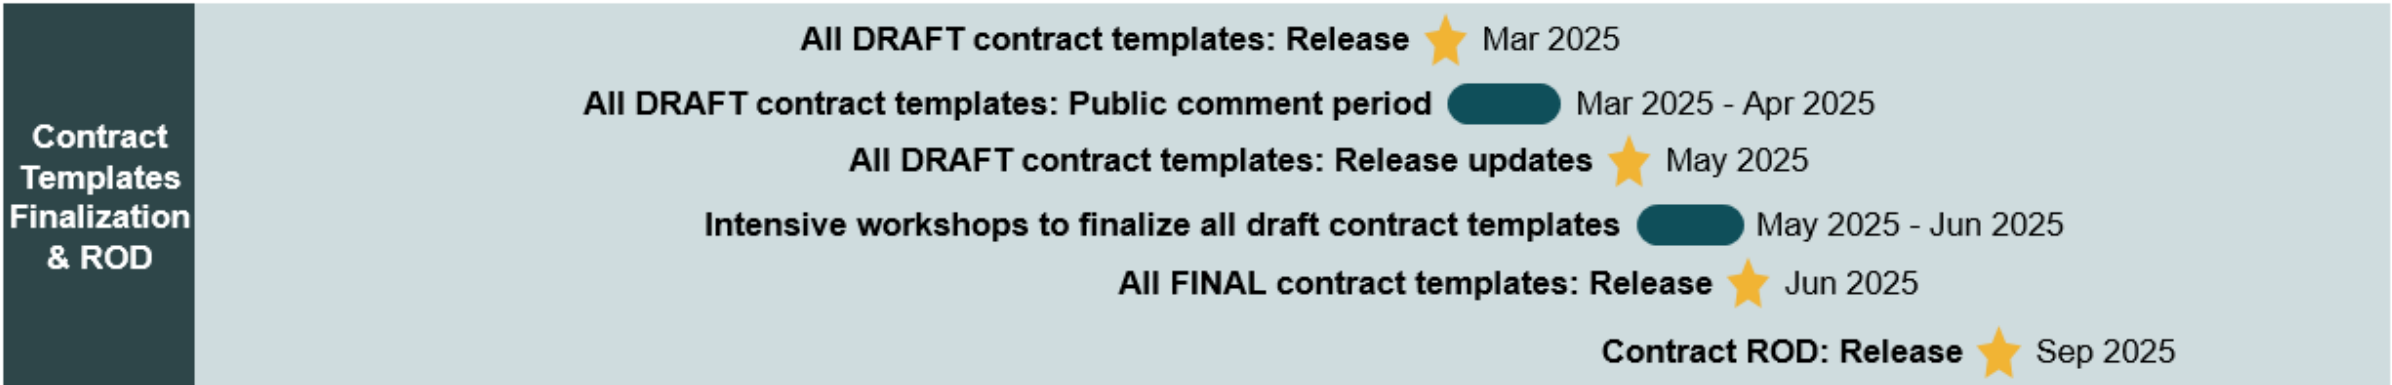 Contract
Templates
Finalization
& ROD
All DRAFT contract templates: Release Mar 2025
All DRAFT contract templates: Public comment period Mar 2025 - Apr 2025
All DRAFT contract templates: Release updates May 2025
Intensive workshops to finalize all draft contract templates May 2025 - Jun 2025
All FINAL contract templates: Release Jun 2025
Contract ROD: Release Sep 2025